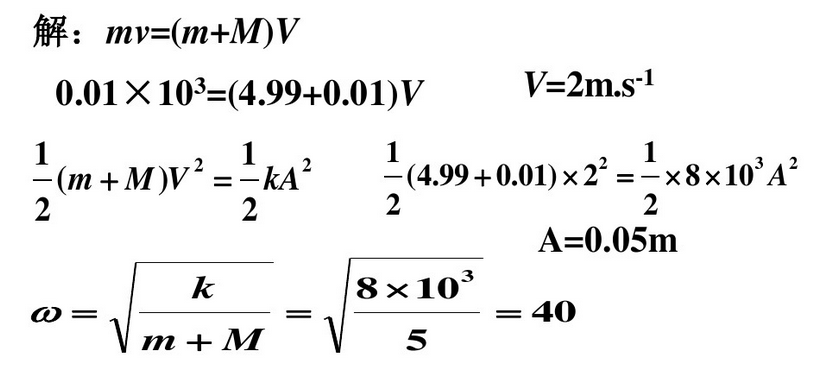 解：mv=(m+M)V
0.01×10³=(4.99+0.01)V    V=2m.s⁻¹
½(m+M)V²=½kA²    ½(4.99+0.01)×2²=½×8×10³A²
A=0.05m
ω=√(k/(m+M))=√((8×10³)/5)=40